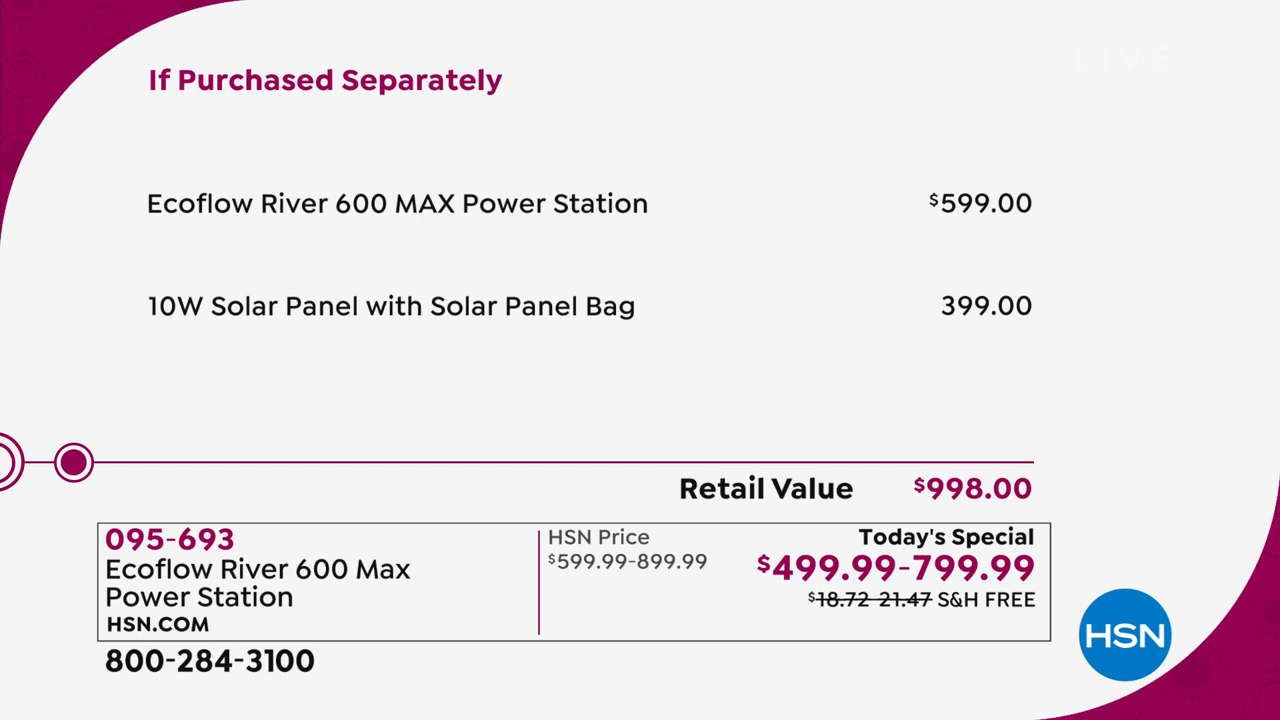 LIVE
If Purchased Separately
Ecoflow River 600 MAX Power Station $599.00
10W Solar Panel with Solar Panel Bag 399.00
Retail Value $998.00
095-693
Ecoflow River 600 Max
Power Station
HSN.COM
HSN Price
$599.99-899.99
Today's Special
$499.99-799.99
$18.72-21.47 S&H FREE
800-284-3100
HSN